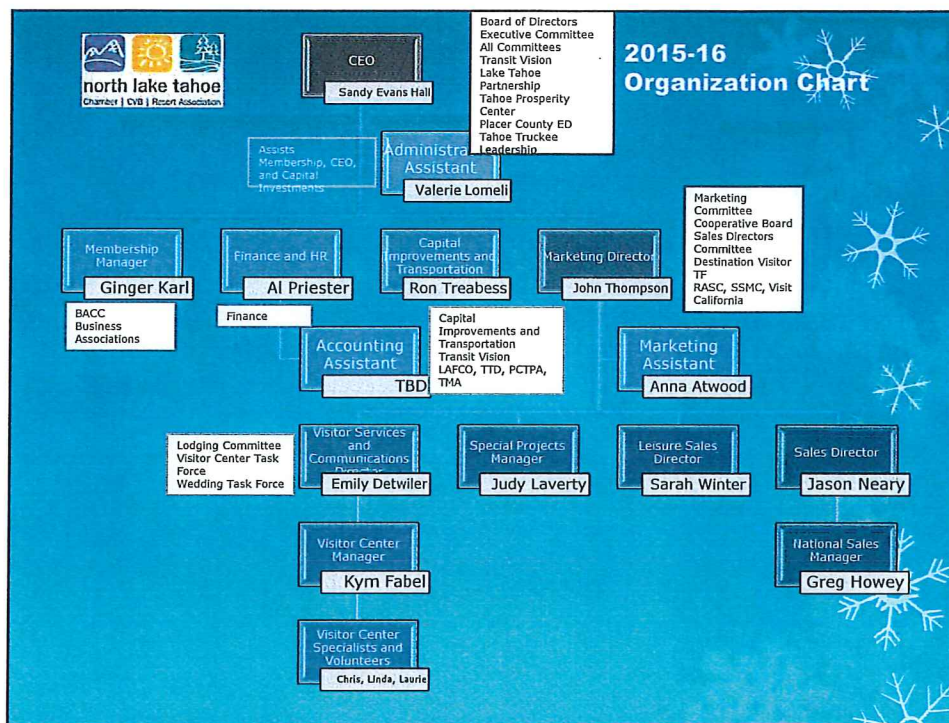 north lake tahoe
Chamber | CVB | Resort Association
2015-16
Organization Chart
CEO
Sandy Evans Hall
Board of Directors
Executive Committee
All Committees
Transit Vision
Lake Tahoe
Partnership
Tahoe Prosperity
Center
Placer County ED
Tahoe Truckee
Leadership
Assists
Membership, CEO,
and Capital
Investments
Administrat
Assistant
Valerie Lomeli
Membership
Manager
Ginger Karl
BACC
Business
Associations
Finance and HR
Al Priester
Finance
Capital
Improvements and
Transportation
Ron Treabess
Capital
Improvements and
Transportation
Transit Vision
LAFCO, TTD, PCTPA,
TMA
Marketing Director
John Thompson
Marketing
Committee
Cooperative Board
Sales Directors
Committee
Destination Visitor
TF
RASC, SSMC, Visit
California
Accounting
Assistant
TBD
Marketing
Assistant
Anna Atwood
Lodging Committee
Visitor Center Task
Force
Wedding Task Force
Visitor Services
and
Communications
Director
Emily Detwiler
Special Projects
Manager
Judy Laverty
Leisure Sales
Director
Sarah Winter
Sales Director
Jason Neary
Visitor Center
Manager
Kym Fabel
National Sales
Manager
Greg Howey
Visitor Center
Specialists and
Volunteers
Chris, Linda, Laurie